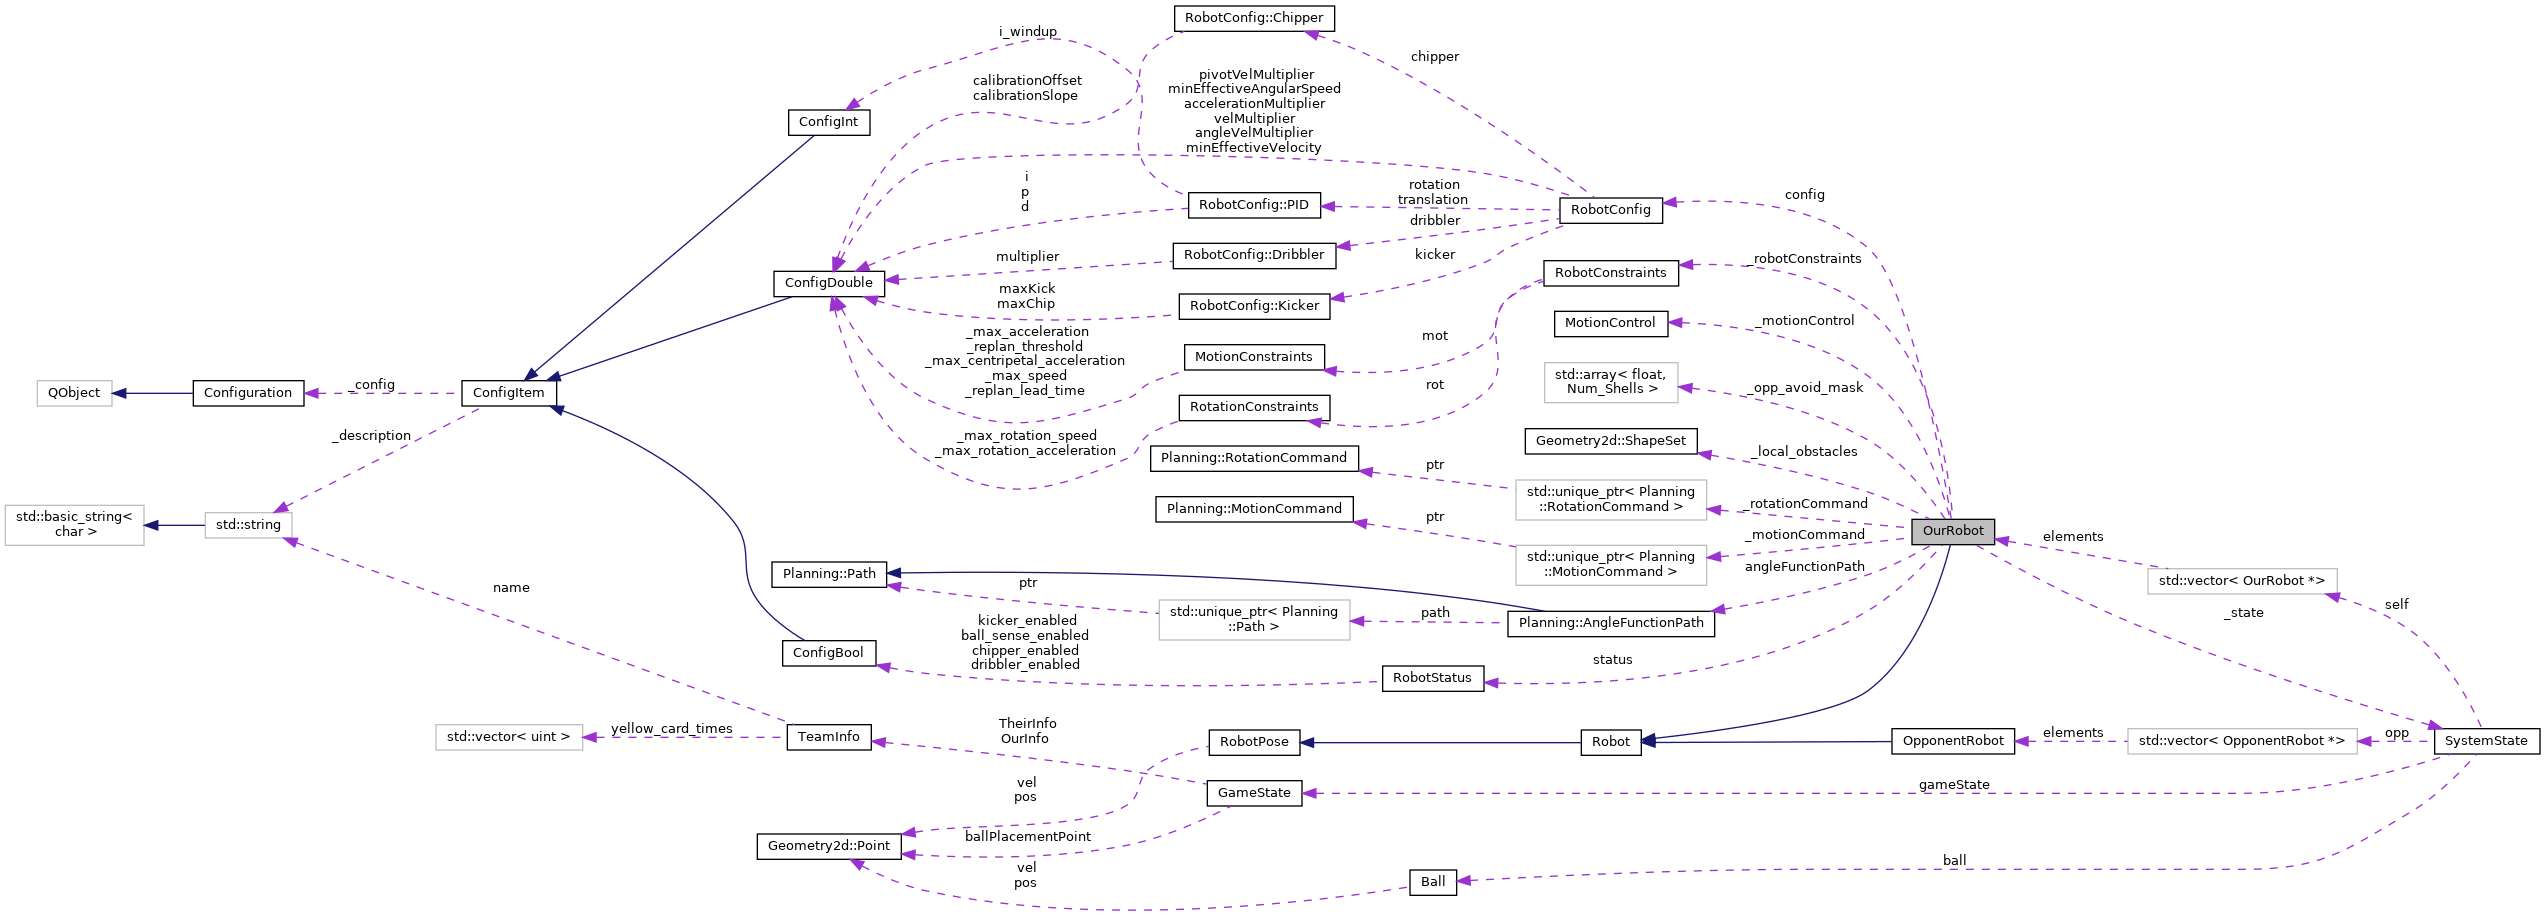 RobotConfig::Chipper
i_windup
chipper
calibrationOffset
calibrationSlope
pivotVelMultiplier
minEffectiveAngularSpeed
accelerationMultiplier
velMultiplier
angleVelMultiplier
minEffectiveVelocity
ConfigInt
i
p
d
rotation
translation
RobotConfig::PID
config
RobotConfig
dribbler
multiplier
RobotConfig::Dribbler
kicker
_robotConstraints
RobotConstraints
ConfigDouble
maxKick
maxChip
RobotConfig::Kicker
_motionControl
MotionControl
_max_acceleration
_replan_threshold
_max_centripetal_acceleration
_max_speed
_replan_lead_time
mot
MotionConstraints
std::array< float,
Num_Shells >
_opp_avoid_mask
rot
QObject
Configuration
_config
ConfigItem
RotationConstraints
_description
_max_rotation_speed
_max_rotation_acceleration
Geometry2d::ShapeSet
_local_obstacles
Planning::RotationCommand
ptr
std::unique_ptr< Planning
::RotationCommand >
_rotationCommand
Planning::MotionCommand
ptr
std::basic_string<
char >
std::string
OurRobot
elements
_motionCommand
std::unique_ptr< Planning
::MotionCommand >
angleFunctionPath
std::vector< OurRobot *>
Planning::Path
ptr
name
self
_state
std::unique_ptr< Planning
::Path >
path
Planning::AngleFunctionPath
kicker_enabled
ball_sense_enabled
chipper_enabled
dribbler_enabled
ConfigBool
status
RobotStatus
std::vector< uint >
yellow_card_times
TeamInfo
TheirInfo
OurInfo
RobotPose
Robot
OpponentRobot
elements
std::vector< OpponentRobot *>
opp
SystemState
vel
pos
GameState
gameState
ballPlacementPoint
Geometry2d::Point
vel
pos
Ball
ball